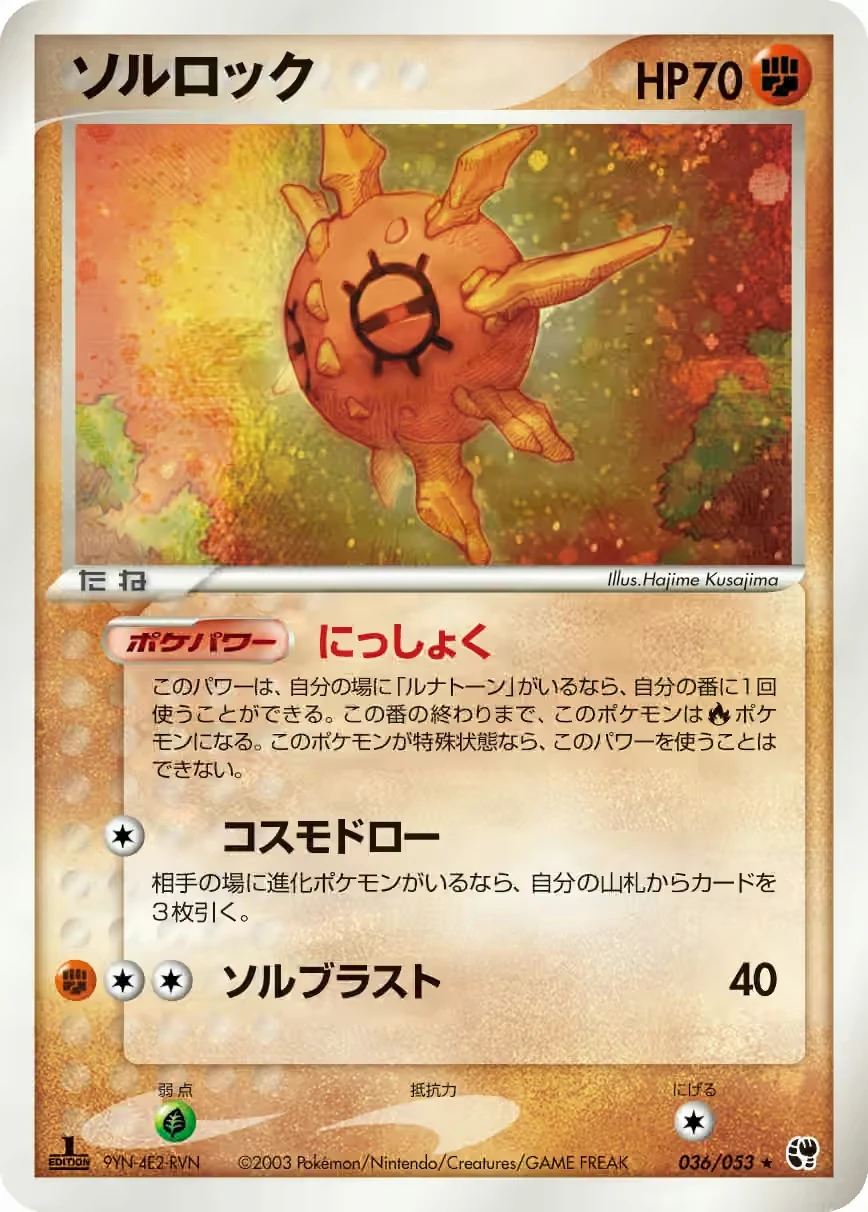 ソルロック HP70
たね Illus.Hajime Kusajima
ポケパワー にっしょく
このパワーは、自分の場に「ルナトーン」がいるなら、自分の番に1回
使うことができる。この番の終わりまで、このポケモンはポケ
モンになる。このポケモンが特殊状態なら、このパワーを使うことは
できない。
コスモドロー
相手の場に進化ポケモンがいるなら、自分の山札からカードを
3枚引く。
ソルブラスト 40
弱点 抵抗力 にげる
1 EDITION 9YN-4E2-RVN ©2003 Pokémon/Nintendo/Creatures/GAME FREAK 036/053 ★